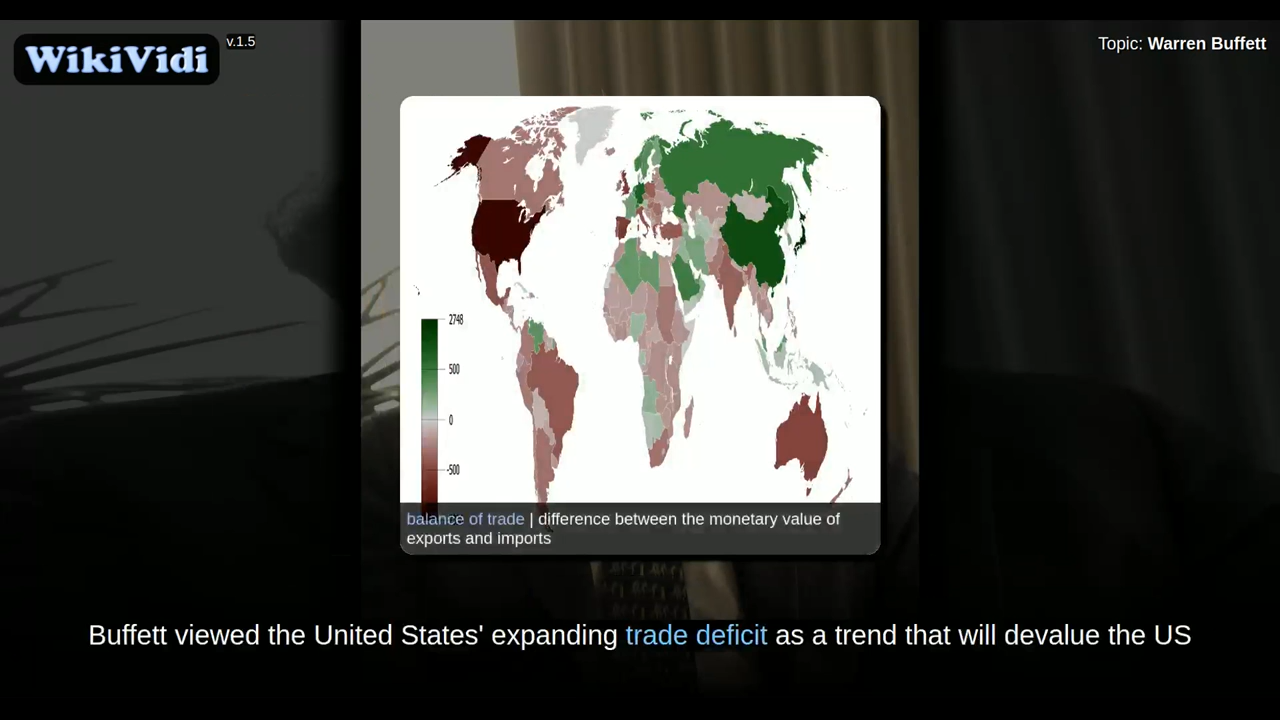 WikiVidi
v.1.5
Topic: Warren Buffett
2748
500
0
-500
balance of trade | difference between the monetary value of
exports and imports
Buffett viewed the United States' expanding trade deficit as a trend that will devalue the US